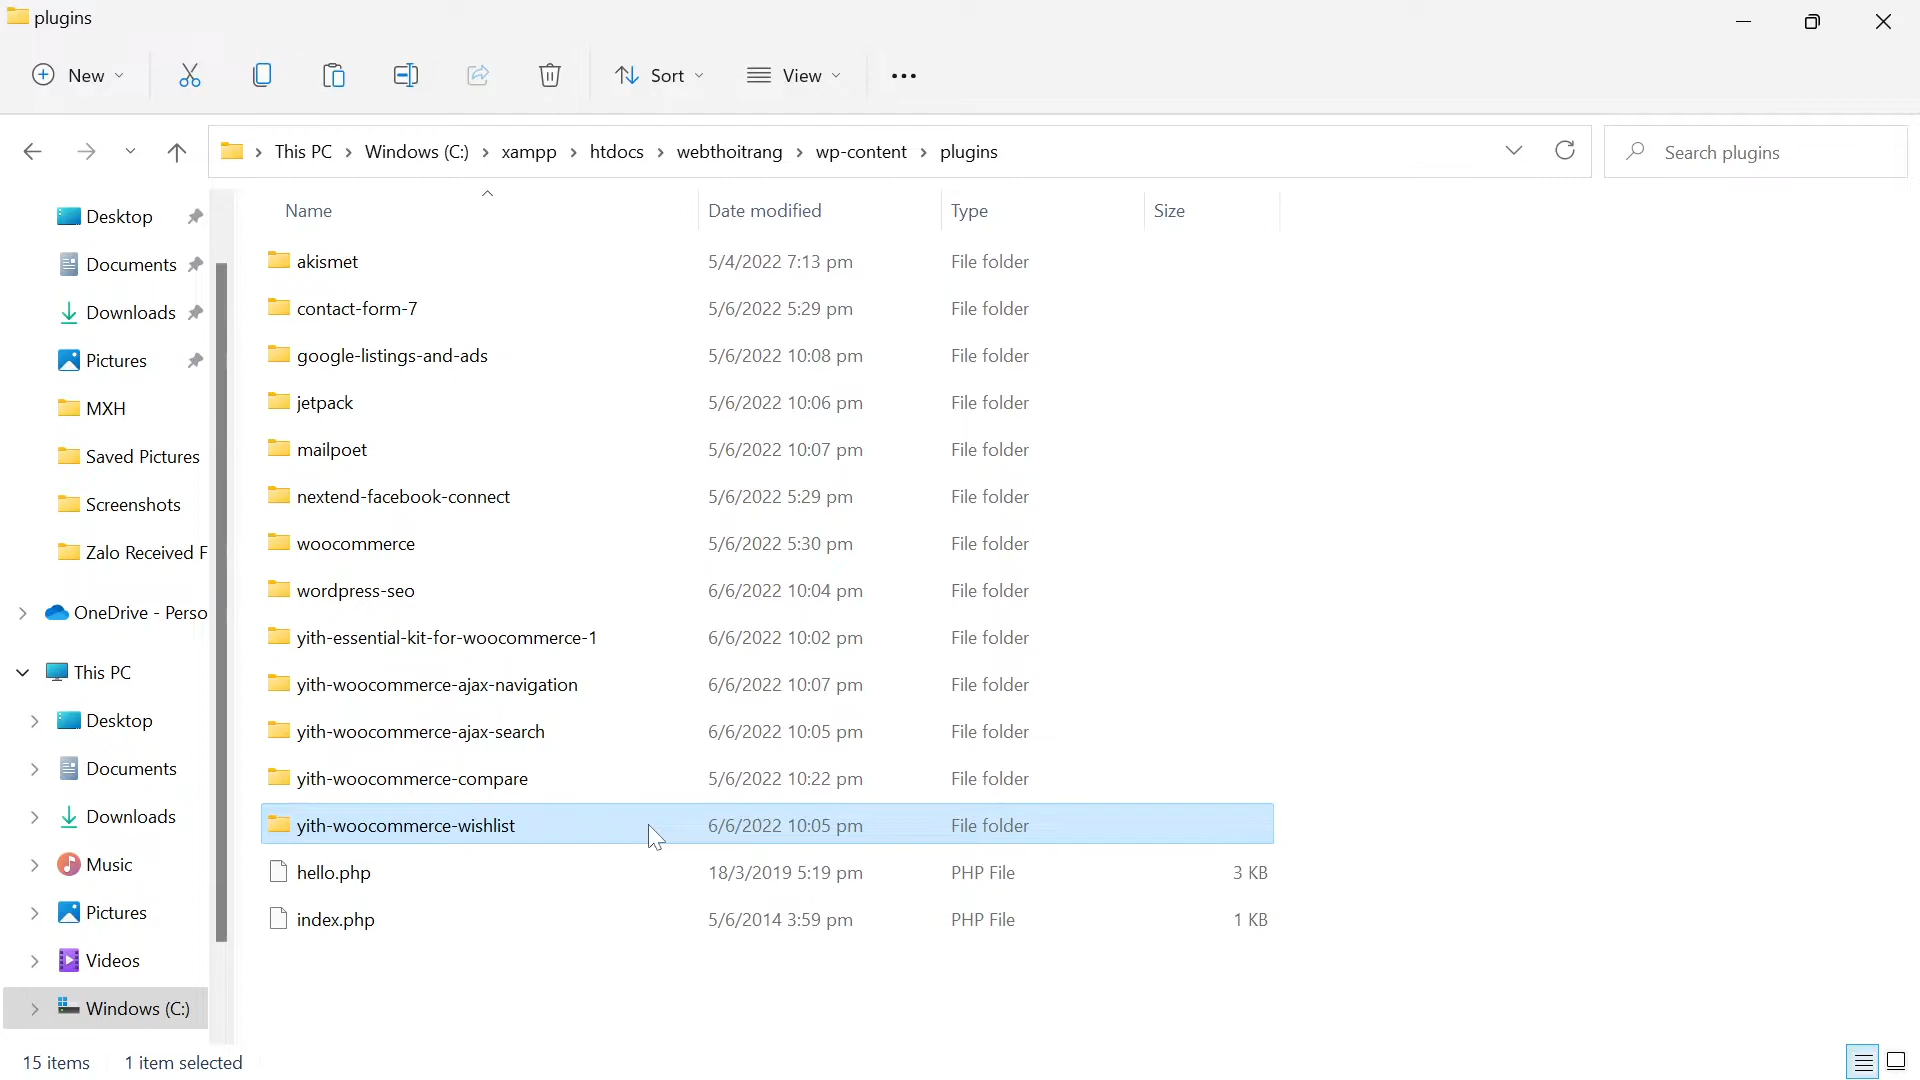 plugins
New
Sort
View
This PC > Windows (C:) > xampp > htdocs > webthoitrang > wp-content > plugins
Search plugins
Name Date modified Type Size
Desktop
Documents
Downloads
Pictures
MXH
Saved Pictures
Screenshots
Zalo Received F
OneDrive - Perso
This PC
Desktop
Documents
Downloads
Music
Pictures
Videos
Windows (C:)
akismet 5/4/2022 7:13 pm File folder
contact-form-7 5/6/2022 5:29 pm File folder
google-listings-and-ads 5/6/2022 10:08 pm File folder
jetpack 5/6/2022 10:06 pm File folder
mailpoet 5/6/2022 10:07 pm File folder
nextend-facebook-connect 5/6/2022 5:29 pm File folder
woocommerce 5/6/2022 5:30 pm File folder
wordpress-seo 6/6/2022 10:04 pm File folder
yith-essential-kit-for-woocommerce-1 6/6/2022 10:02 pm File folder
yith-woocommerce-ajax-navigation 6/6/2022 10:07 pm File folder
yith-woocommerce-ajax-search 6/6/2022 10:05 pm File folder
yith-woocommerce-compare 5/6/2022 10:22 pm File folder
yith-woocommerce-wishlist 6/6/2022 10:05 pm File folder
hello.php 18/3/2019 5:19 pm PHP File 3 KB
index.php 5/6/2014 3:59 pm PHP File 1 KB
15 items 1 item selected